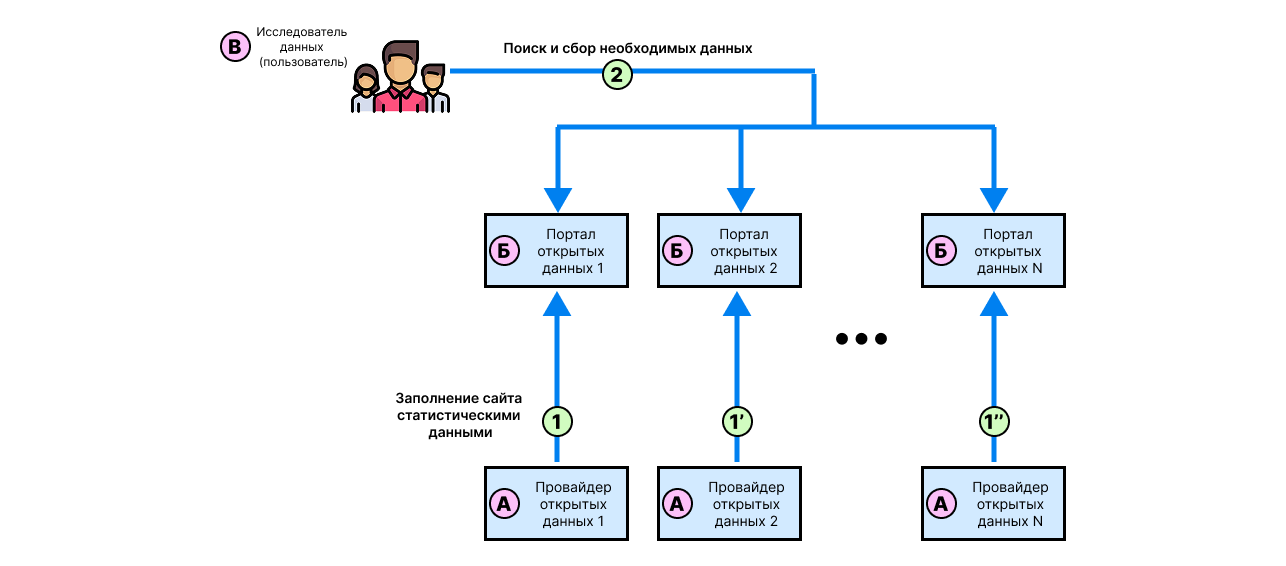 В
Исследователь
данных
(пользователь)
Поиск и сбор необходимых данных
2
Б
Портал
открытых
данных 1
Б
Портал
открытых
данных 2
Б
Портал
открытых
данных N
•••
Заполнение сайта
статистическими
данными
1
1’
1’’
А
Провайдер
открытых
данных 1
А
Провайдер
открытых
данных 2
А
Провайдер
открытых
данных N